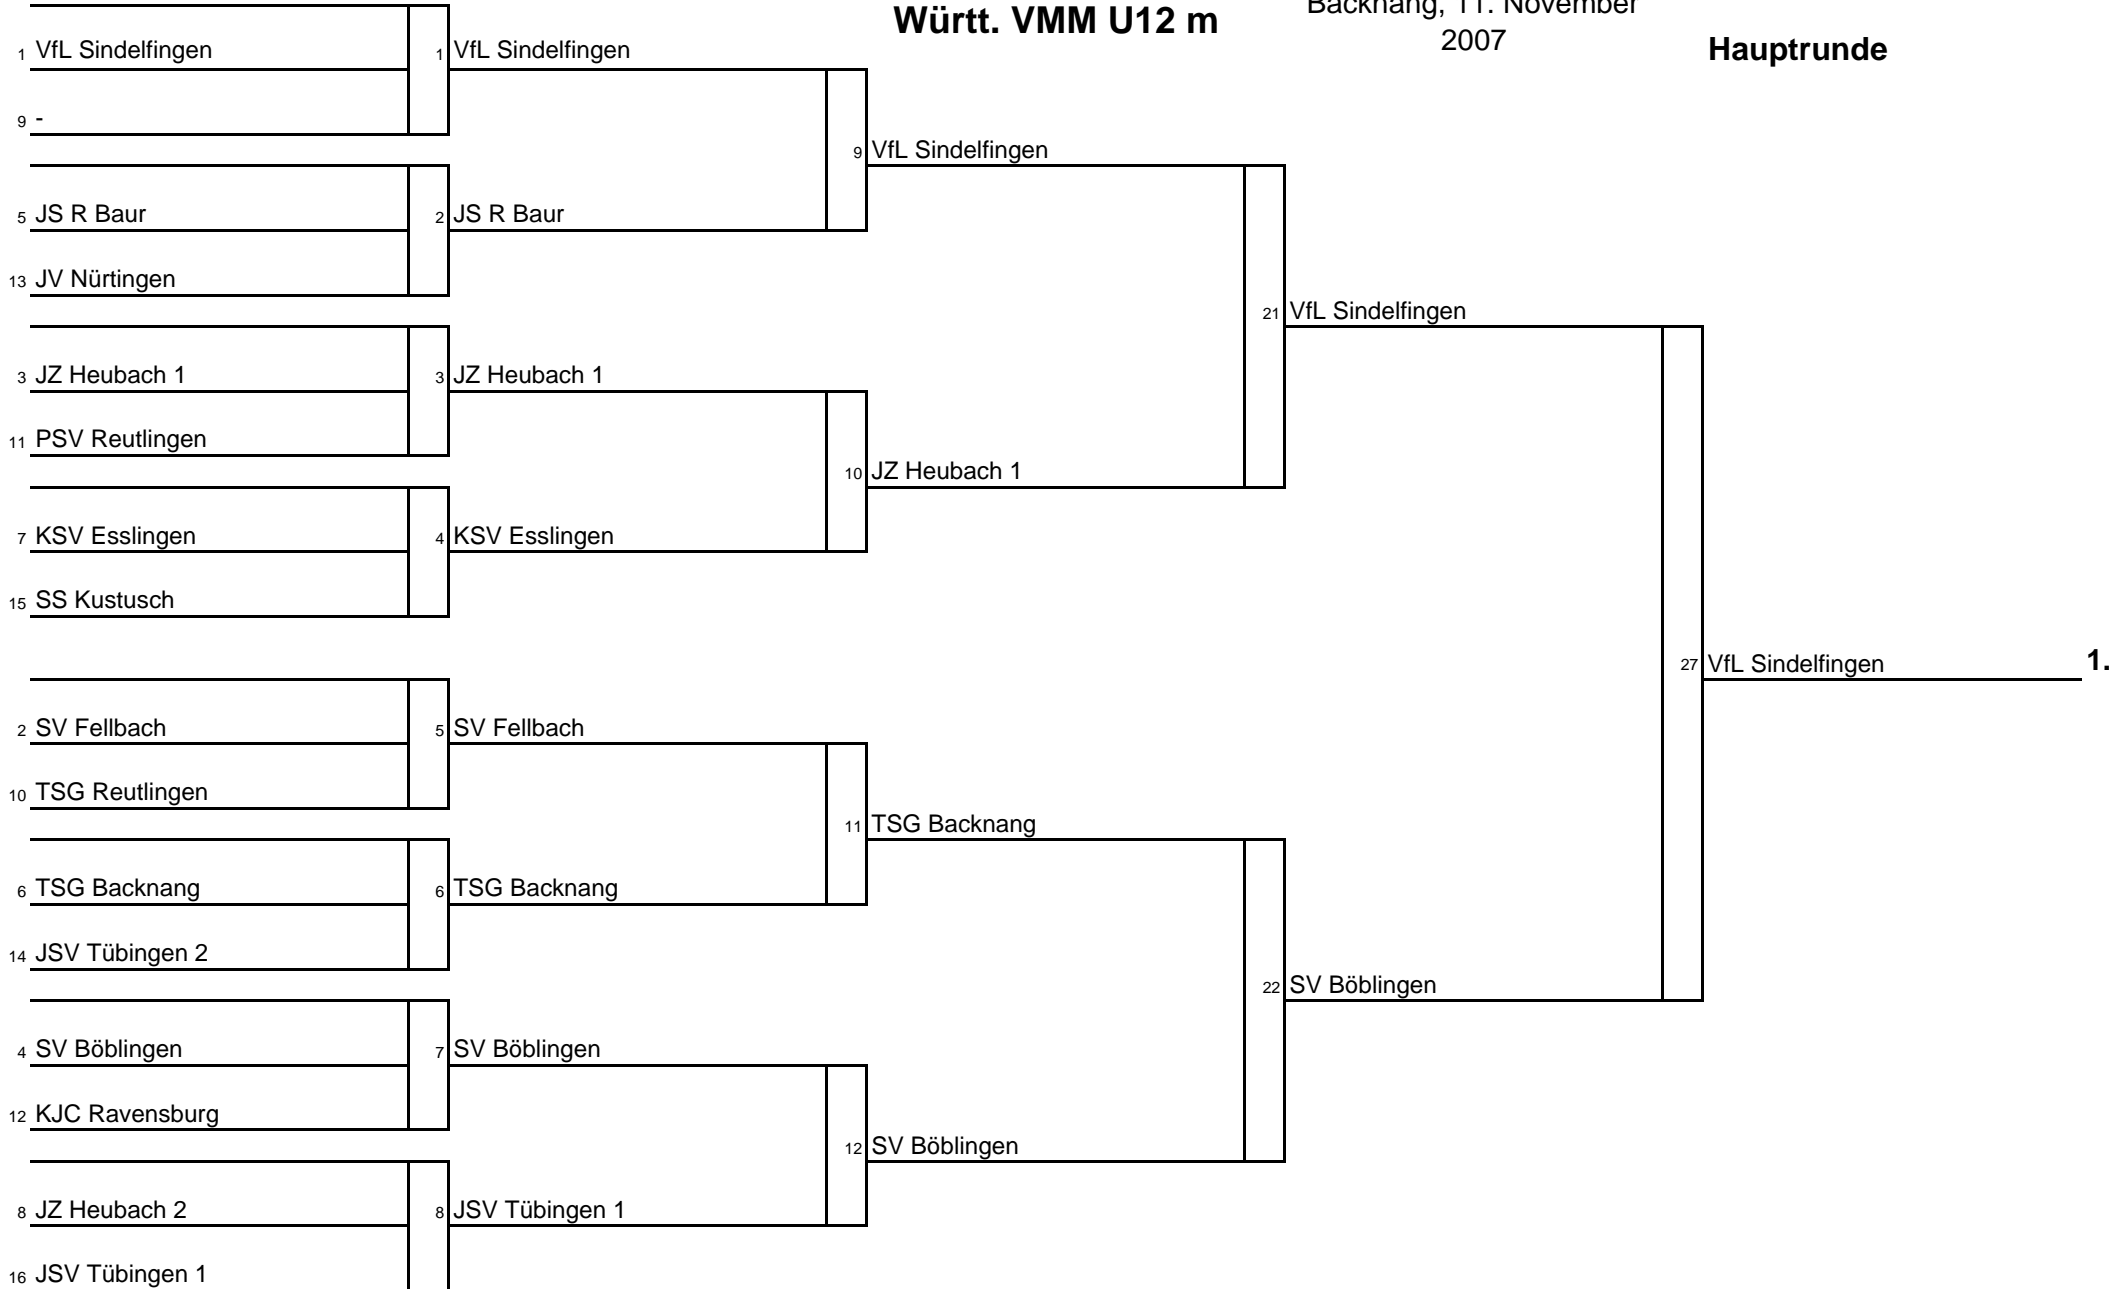 Württ. VMM U12 m
Backnang, 11. November
2007
Hauptrunde
1 VfL Sindelfingen
9 -
5 JS R Baur
13 JV Nürtingen
3 JZ Heubach 1
11 PSV Reutlingen
7 KSV Esslingen
15 SS Kustusch
2 SV Fellbach
10 TSG Reutlingen
6 TSG Backnang
14 JSV Tübingen 2
4 SV Böblingen
12 KJC Ravensburg
8 JZ Heubach 2
16 JSV Tübingen 1
1 VfL Sindelfingen
2 JS R Baur
3 JZ Heubach 1
4 KSV Esslingen
5 SV Fellbach
6 TSG Backnang
7 SV Böblingen
8 JSV Tübingen 1
9 VfL Sindelfingen
10 JZ Heubach 1
11 TSG Backnang
12 SV Böblingen
21 VfL Sindelfingen
22 SV Böblingen
27 VfL Sindelfingen 1.